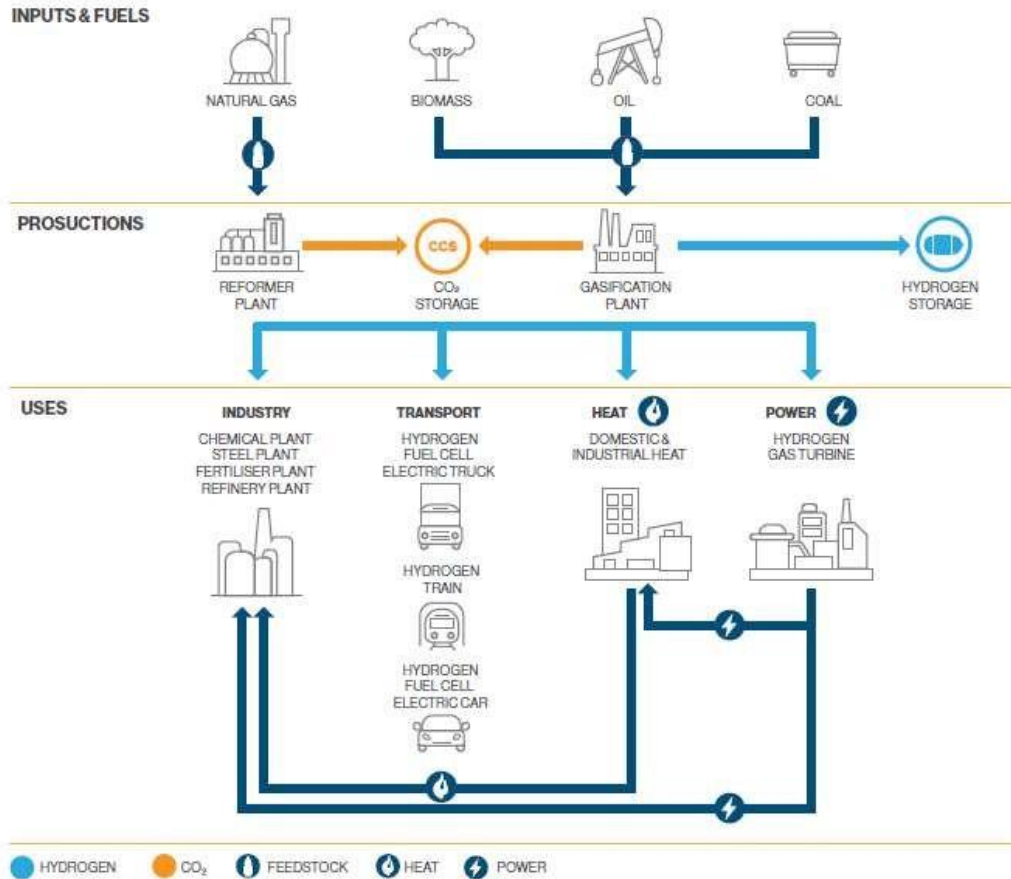 INPUTS & FUELS
NATURAL GAS
BIOMASS
OIL
COAL
PROSUCTIONS
REFORMER
PLANT
CCS
CO₂
STORAGE
GASIFICATION
PLANT
HYDROGEN
STORAGE
USES
INDUSTRY
CHEMICAL PLANT
STEEL PLANT
FERTILISER PLANT
REFINERY PLANT
TRANSPORT
HYDROGEN
FUEL CELL
ELECTRIC TRUCK
HYDROGEN
TRAIN
HYDROGEN
FUEL CELL
ELECTRIC CAR
HEAT
DOMESTIC &
INDUSTRIAL HEAT
POWER
HYDROGEN
GAS TURBINE
HYDROGEN
CO₂
FEEDSTOCK
HEAT
POWER